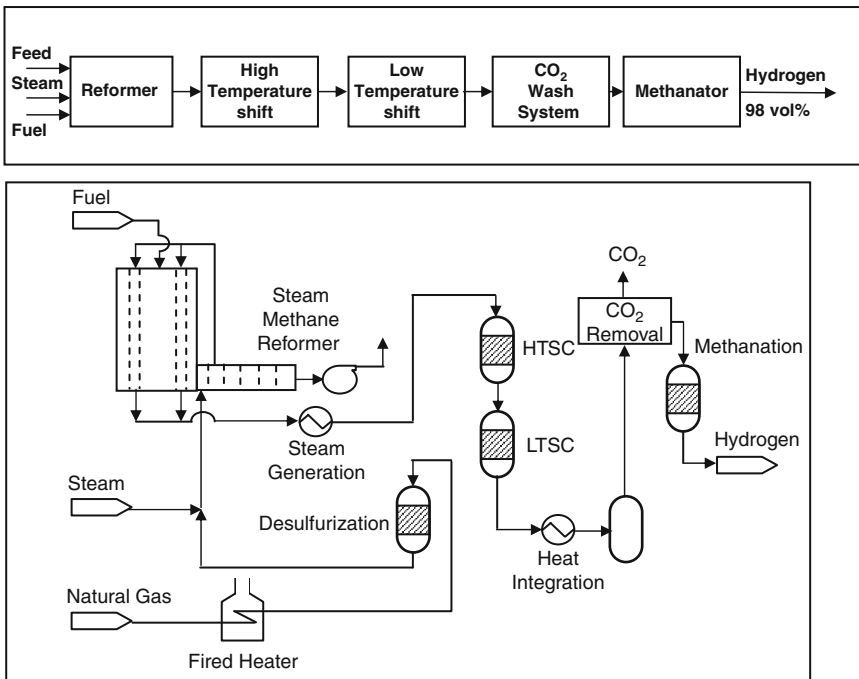 Feed
Steam
Fuel
Reformer
High
Temperature
shift
Low
Temperature
shift
CO₂
Wash
System
Methanator
Hydrogen
98 vol%
Fuel
Steam
Methane
Reformer
Steam
Generation
HTSC
LTSC
CO₂
CO₂
Removal
Methanation
Hydrogen
Steam
Desulfurization
Heat
Integration
Natural Gas
Fired Heater